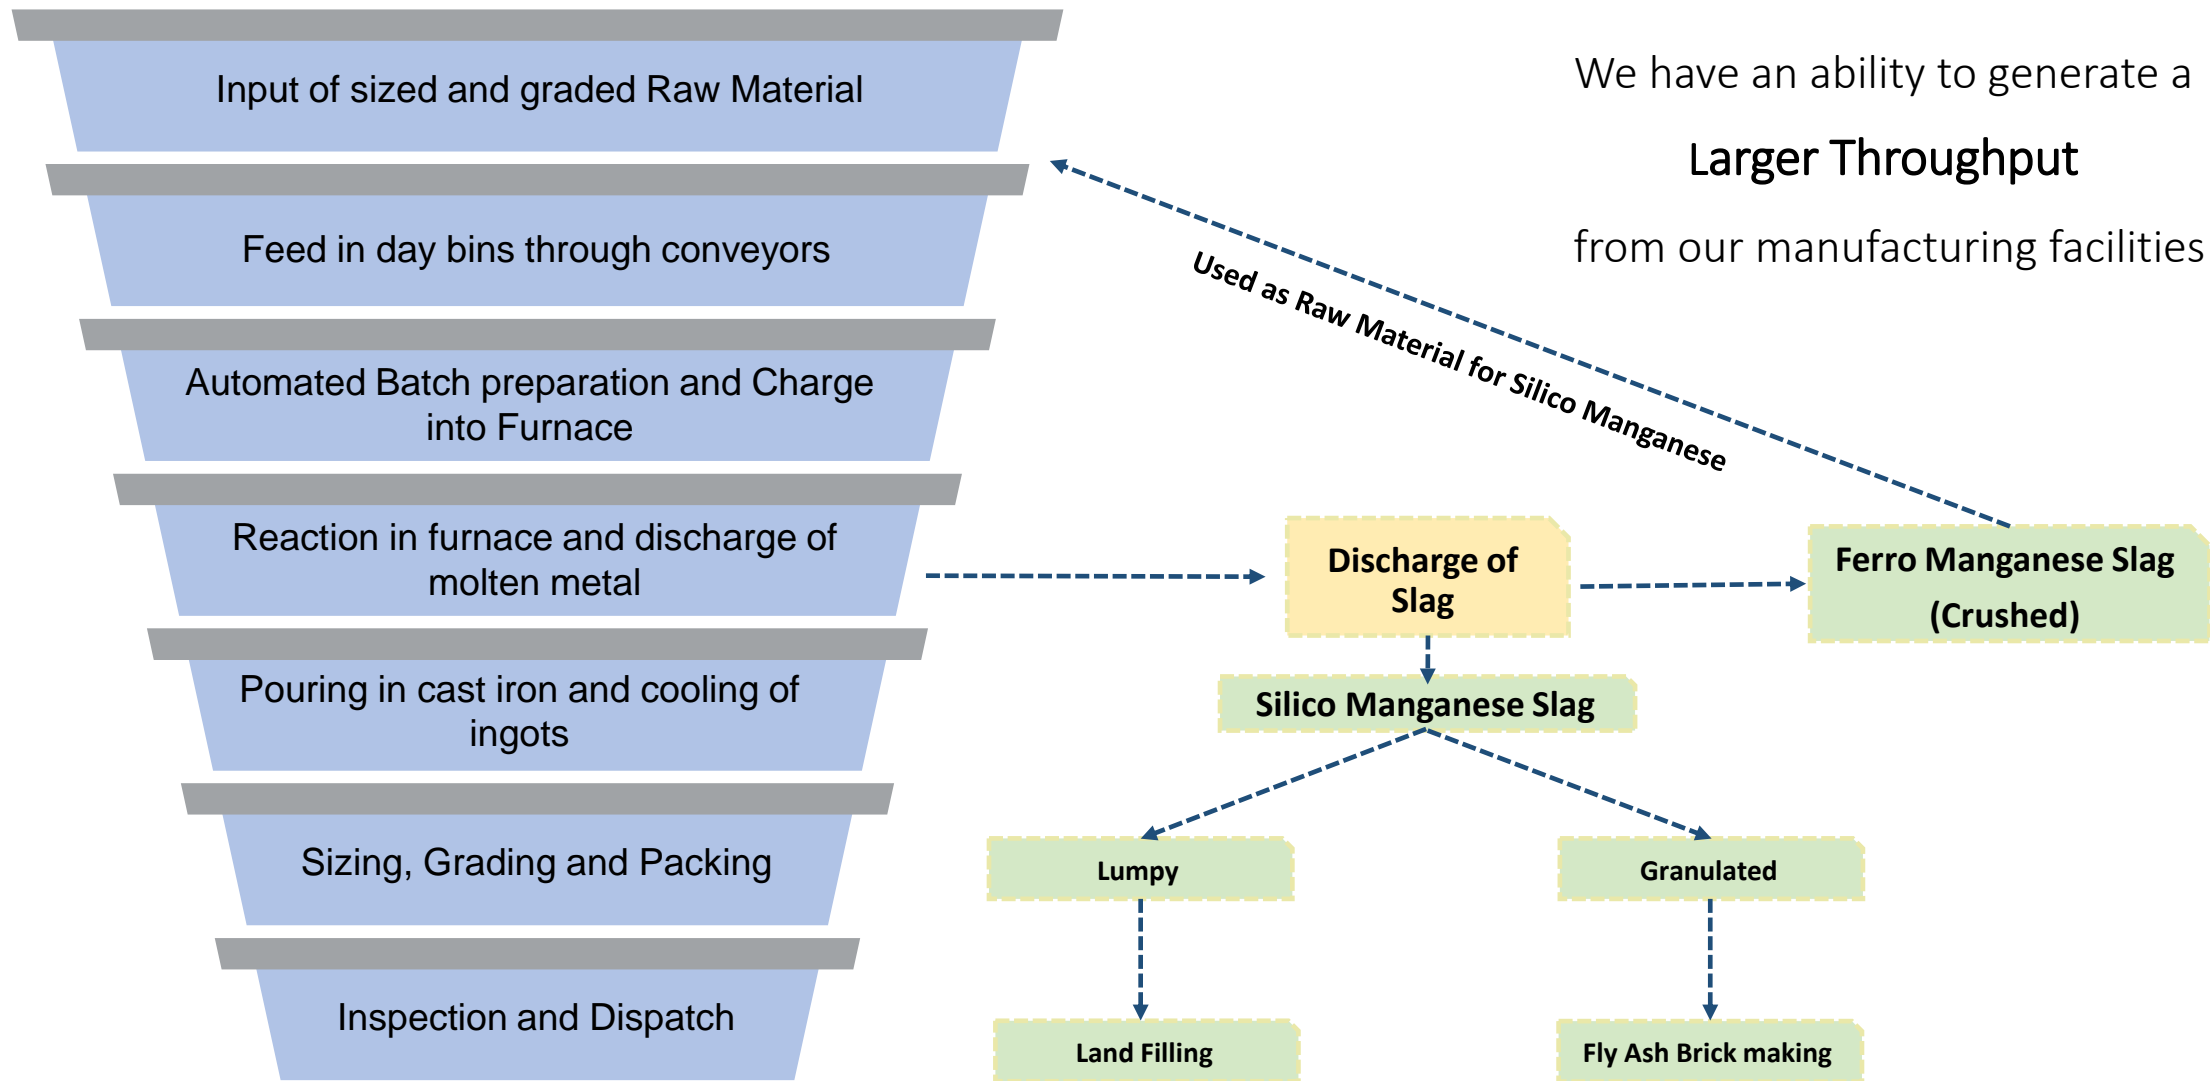 Input of sized and graded Raw Material
Feed in day bins through conveyors
Automated Batch preparation and Charge
into Furnace
Reaction in furnace and discharge of
molten metal
Pouring in cast iron and cooling of
ingots
Sizing, Grading and Packing
Inspection and Dispatch
We have an ability to generate a
Larger Throughput
from our manufacturing facilities
Used as Raw Material for Silico Manganese
Discharge of
Slag
Ferro Manganese Slag
(Crushed)
Silico Manganese Slag
Lumpy
Granulated
Land Filling
Fly Ash Brick making